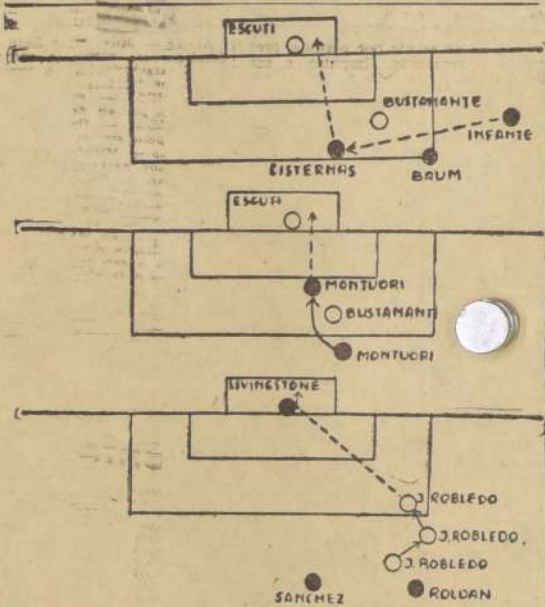 ESCUTI
BUSTAMANTE
INFANTE
CISTERNAS
BAUM
ESCUTI
MONTUORI
BUSTAMANT
MONTUORI
LIVINGSTONE
J. ROBLEDO
J. ROBLEDO.
J. ROBLEDO
SANCHEZ
ROLDAN